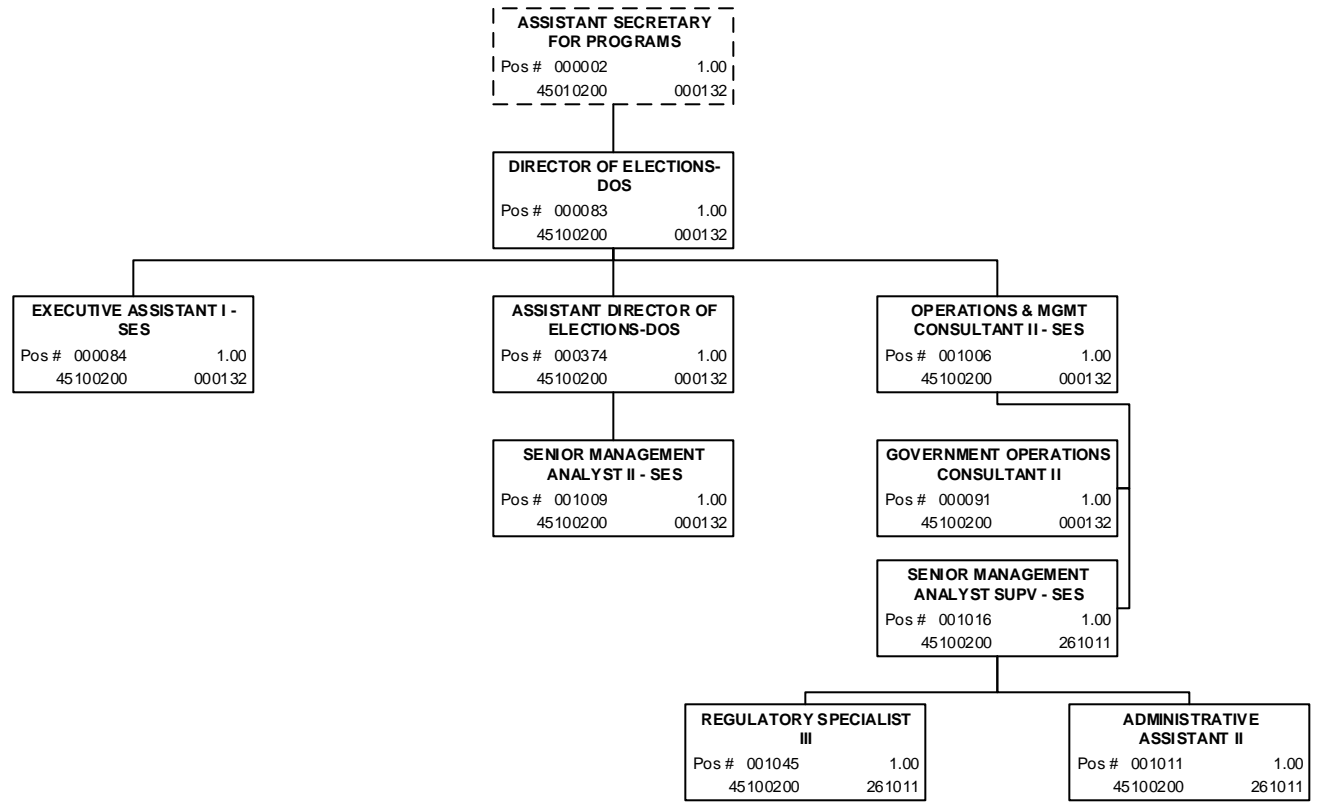 ASSISTANT SECRETARY
FOR PROGRAMS
Pos # 000002 1.00
45010200 000132
DIRECTOR OF ELECTIONS-
DOS
Pos # 000083 1.00
45100200 000132
EXECUTIVE ASSISTANT I -
SES
Pos # 000084 1.00
45100200 000132
ASSISTANT DIRECTOR OF
ELECTIONS-DOS
Pos # 000374 1.00
45100200 000132
OPERATIONS & MGMT
CONSULTANT II - SES
Pos # 001006 1.00
45100200 000132
SENIOR MANAGEMENT
ANALYST II - SES
Pos # 001009 1.00
45100200 000132
GOVERNMENT OPERATIONS
CONSULTANT II
Pos # 000091 1.00
45100200 000132
SENIOR MANAGEMENT
ANALYST SUPV - SES
Pos # 001016 1.00
45100200 261011
REGULATORY SPECIALIST
III
Pos # 001045 1.00
45100200 261011
ADMINISTRATIVE
ASSISTANT II
Pos # 001011 1.00
45100200 261011